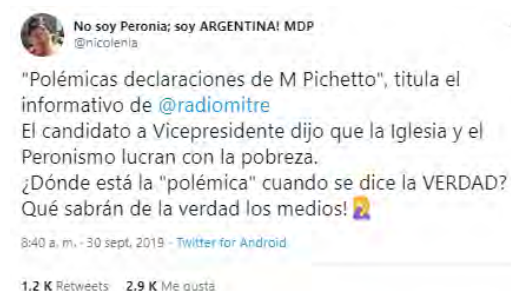 No soy Peronia; soy ARGENTINA! MDP
@nicolenia
"Polémicas declaraciones de M Pichetto", titula el
informativo de @radiomitre
El candidato a Vicepresidente dijo que la Iglesia y el
Peronismo lucran con la pobreza.
¿Dónde está la "polémica" cuando se dice la VERDAD?
Qué sabrán de la verdad los medios! 🤦‍♀️
8:40 a. m. · 30 sept. 2019 · Twitter for Android
1.2 K Retweets 2.9 K Me gusta